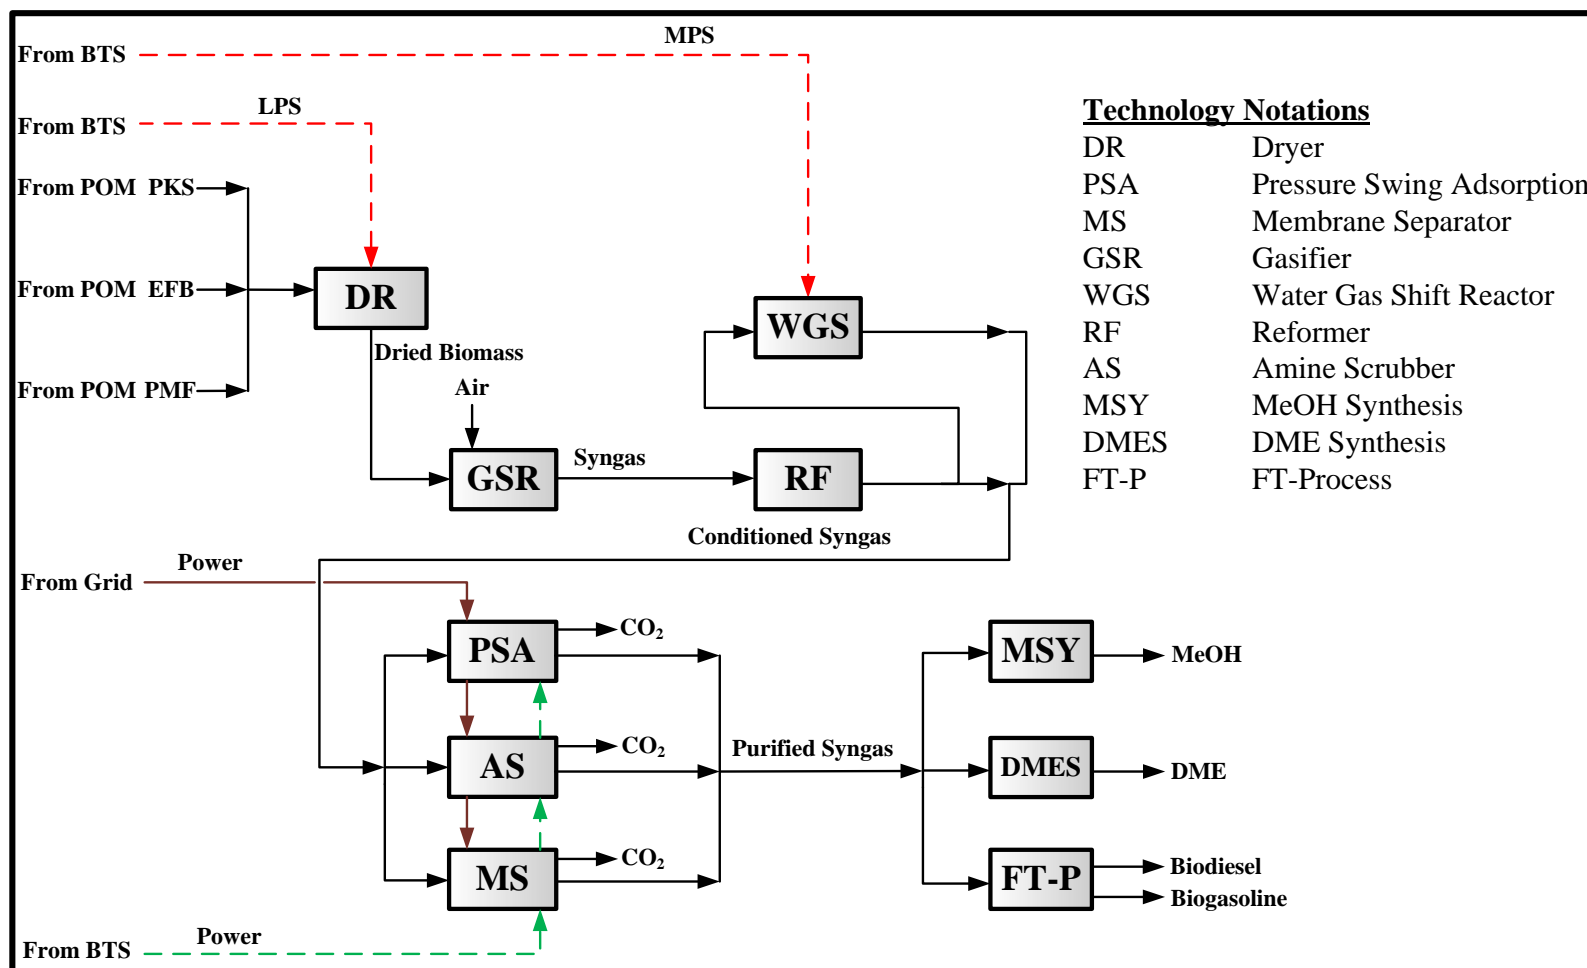 From BTS
MPS
From BTS
LPS
From POM PKS
From POM EFB
From POM PMF
DR
Dried Biomass
Air
GSR
Syngas
RF
WGS
Conditioned Syngas
Technology Notations
DR Dryer
PSA Pressure Swing Adsorption
MS Membrane Separator
GSR Gasifier
WGS Water Gas Shift Reactor
RF Reformer
AS Amine Scrubber
MSY MeOH Synthesis
DMES DME Synthesis
FT-P FT-Process
From Grid
Power
PSA
CO₂
AS
CO₂
MS
CO₂
From BTS
Power
Purified Syngas
MSY
MeOH
DMES
DME
FT-P
Biodiesel
Biogasoline